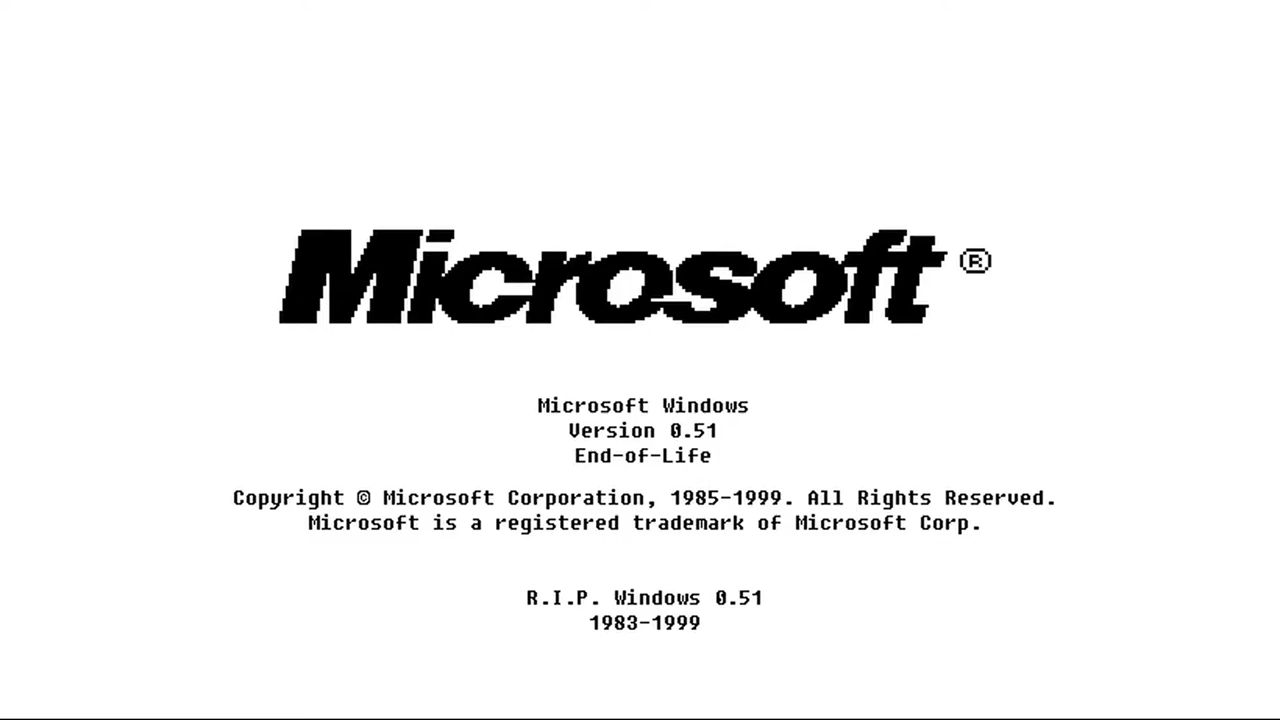 Microsoft®
Microsoft Windows
Version 0.51
End-of-Life
Copyright © Microsoft Corporation, 1985-1999. All Rights Reserved.
Microsoft is a registered trademark of Microsoft Corp.
R.I.P. Windows 0.51
1983-1999